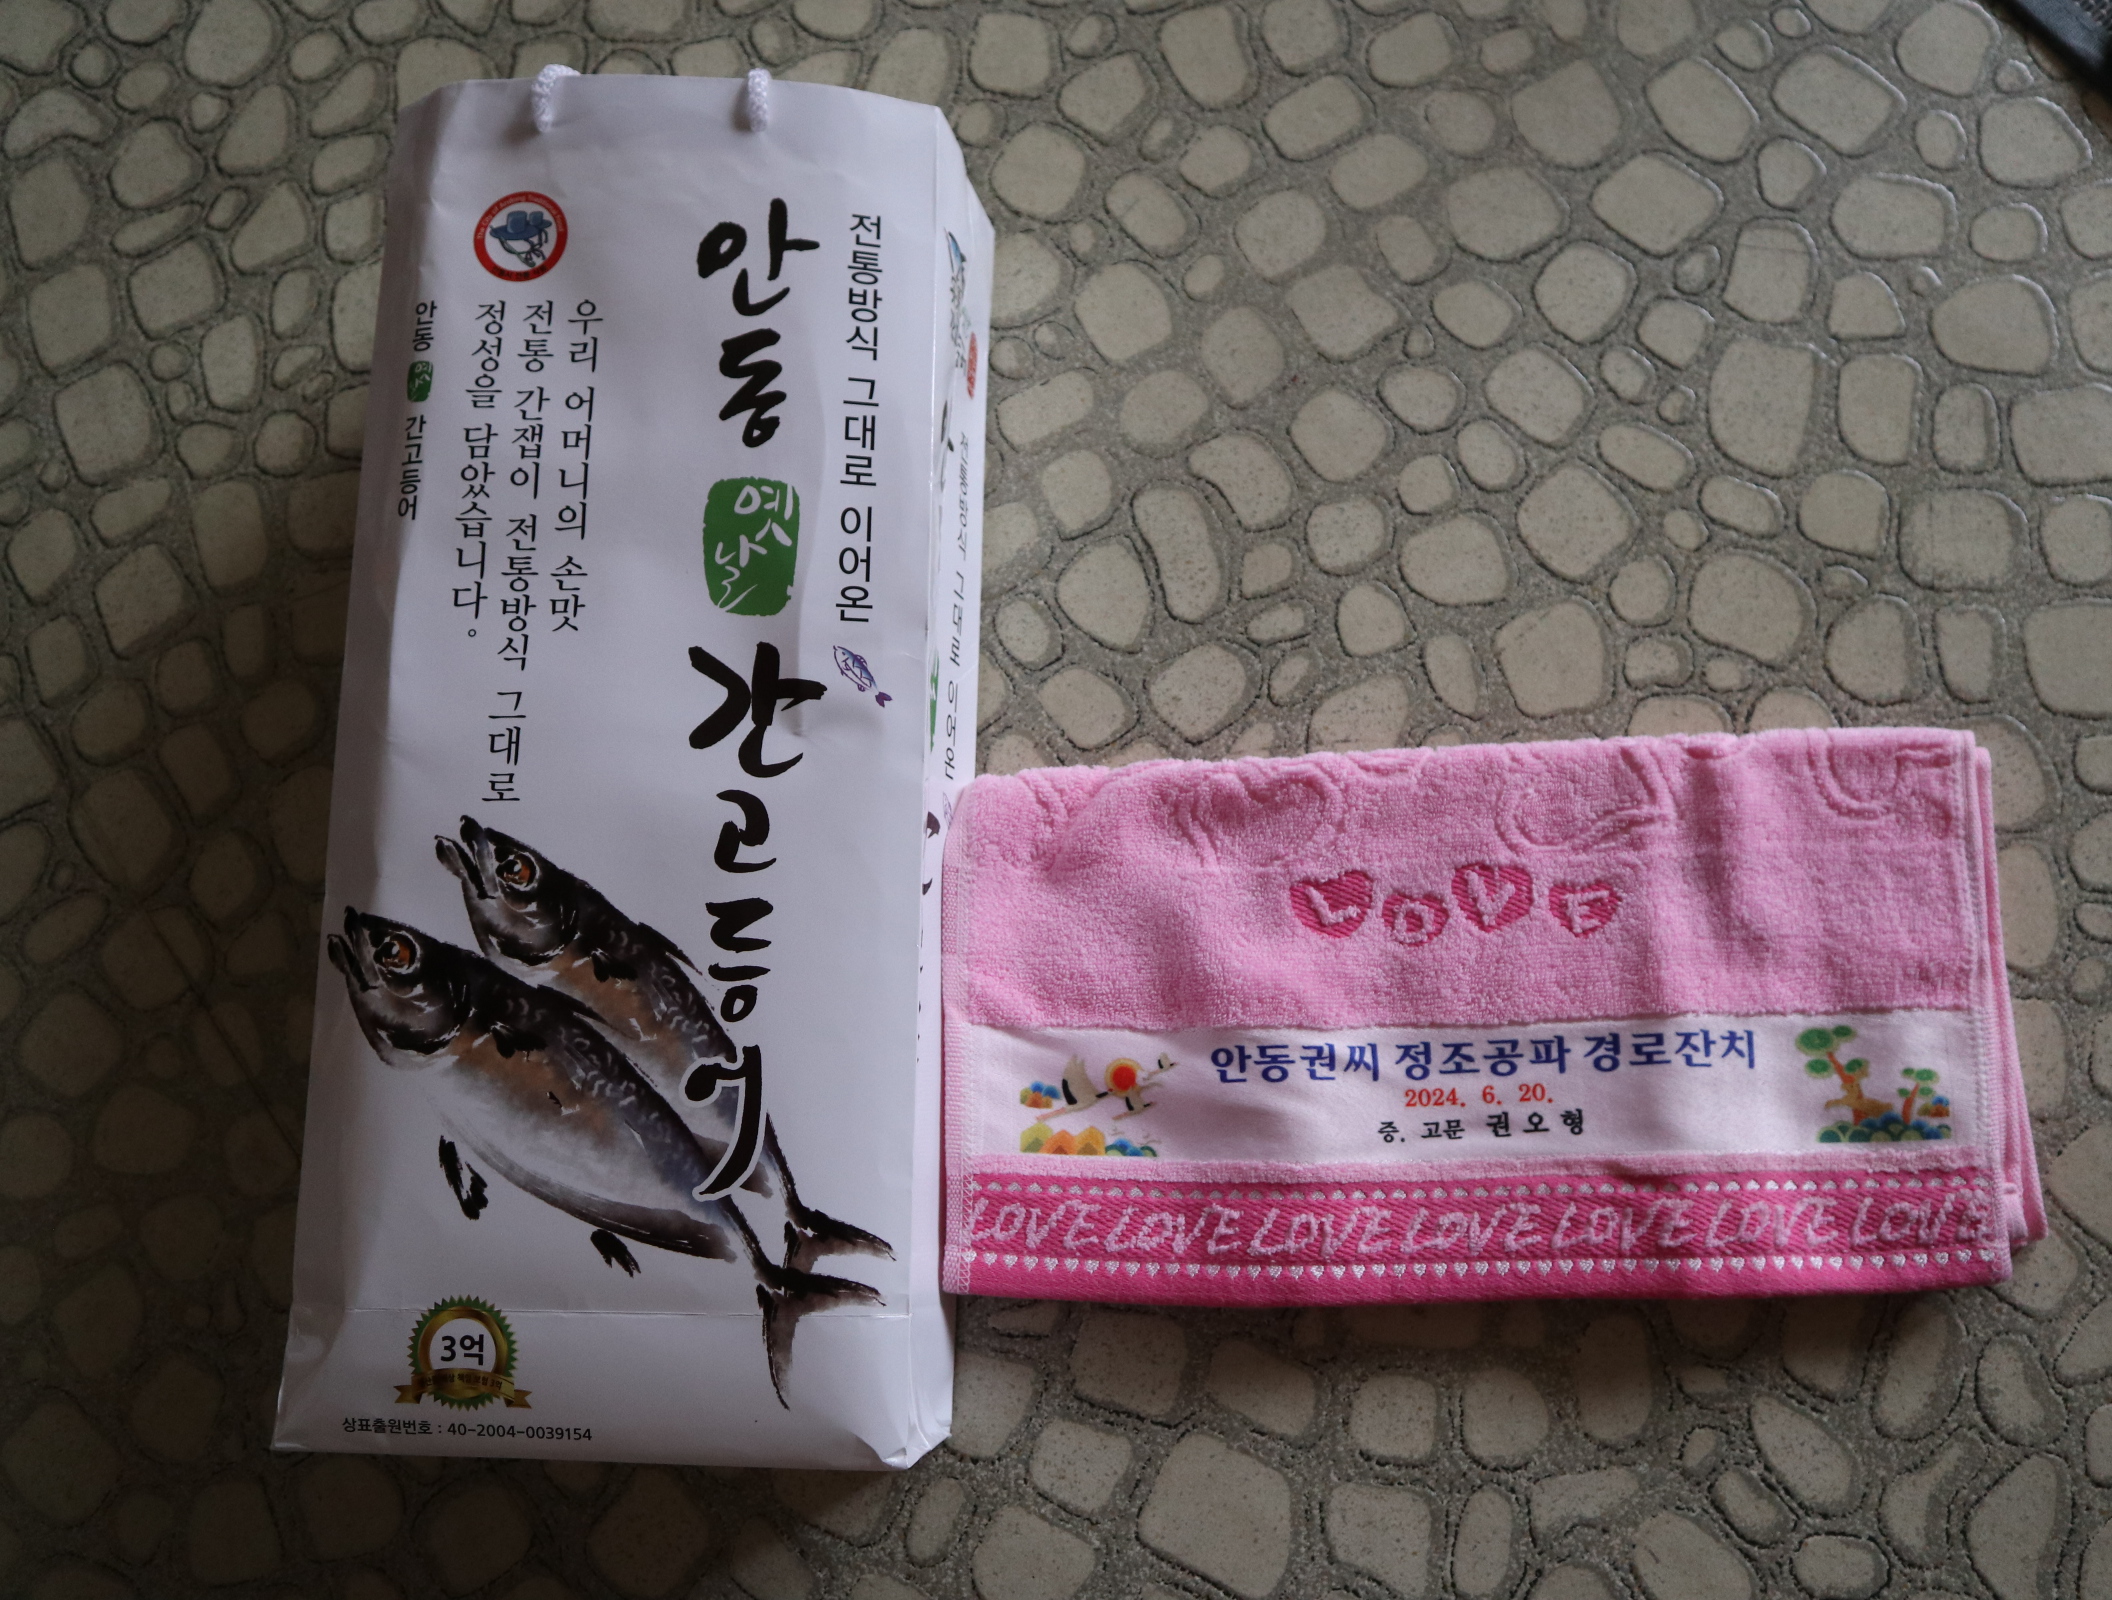 전통방식 그대로 이어온
안동
옛날
간고등어
우리 어머니의 손맛
전통 간잽이 전통방식 그대로
정성을 담았습니다.
안동 옛날 간고등어
3억
상표출원번호 : 40-2004-0039154
LOVE
안동권씨 정조공파 경로잔치
2024. 6. 20.
증. 고문 권오형
LOVE LOVE LOVE LOVE LOVE LOVE LOVE